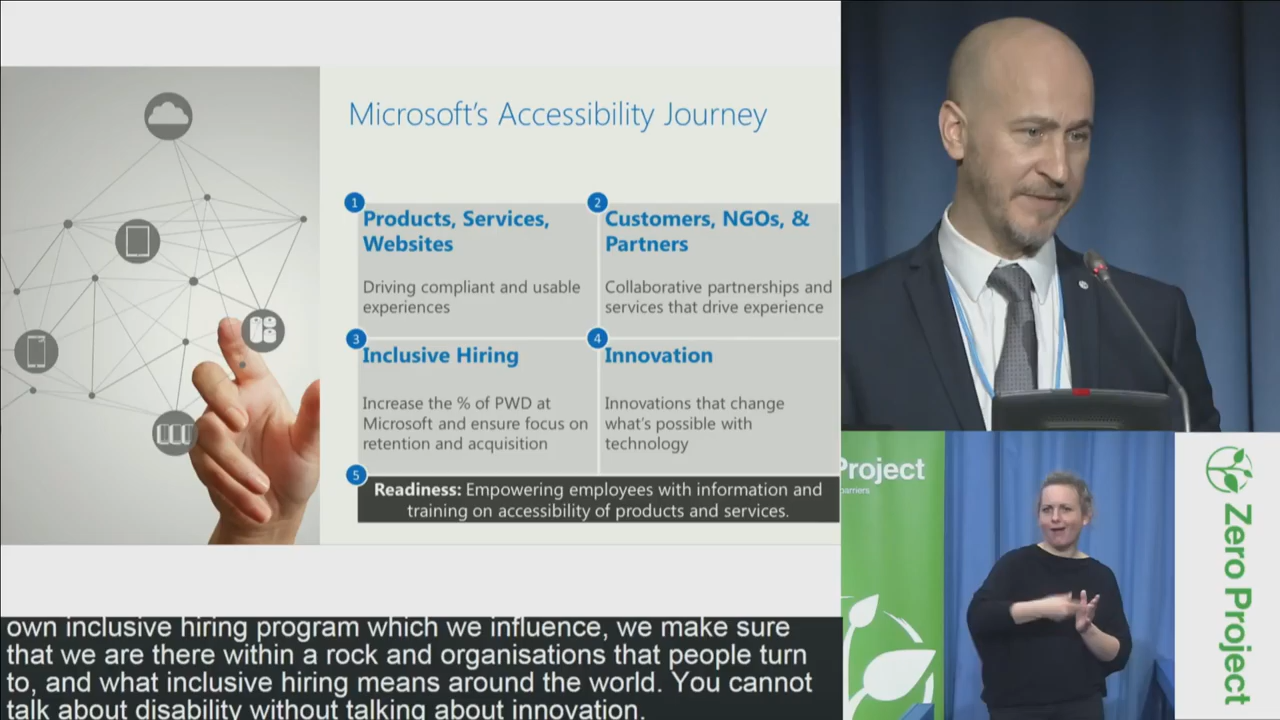 Microsoft's Accessibility Journey
1
Products, Services,
Websites
Driving compliant and usable
experiences
2
Customers, NGOs, &
Partners
Collaborative partnerships and
services that drive experience
3
Inclusive Hiring
Increase the % of PWD at
Microsoft and ensure focus on
retention and acquisition
4
Innovation
Innovations that change
what's possible with
technology
5
Readiness: Empowering employees with information and
training on accessibility of products and services.
own inclusive hiring program which we influence, we make sure
that we are there within a rock and organisations that people turn
to, and what inclusive hiring means around the world. You cannot
talk about disability without talking about innovation.
Project
barriers
Zero Project